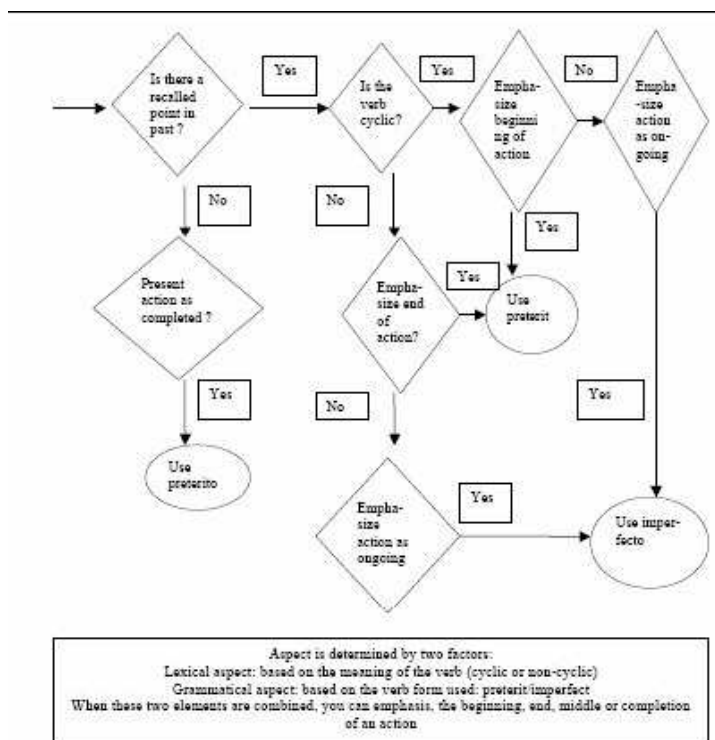 Is there a
recalled
point in
past ?
Yes
Is the
verb
cyclic?
Yes
Empha-
size
beginni
ng of
action
No
Empha
-size
action
as on-
going
No
No
Yes
Yes
Present
action as
completed ?
Empha-
size end
of
action?
Yes
Use
preterit
Yes
No
Yes
Use
preterito
Empha-
size
action as
ongoing
Yes
Use imper-
fecto
Aspect is determined by two factors:
Lexical aspect: based on the meaning of the verb (cyclic or non-cyclic)
Grammatical aspect: based on the verb form used: preterit/imperfect
When these two elements are combined, you can emphasis, the beginning, end, middle or completion
of an action